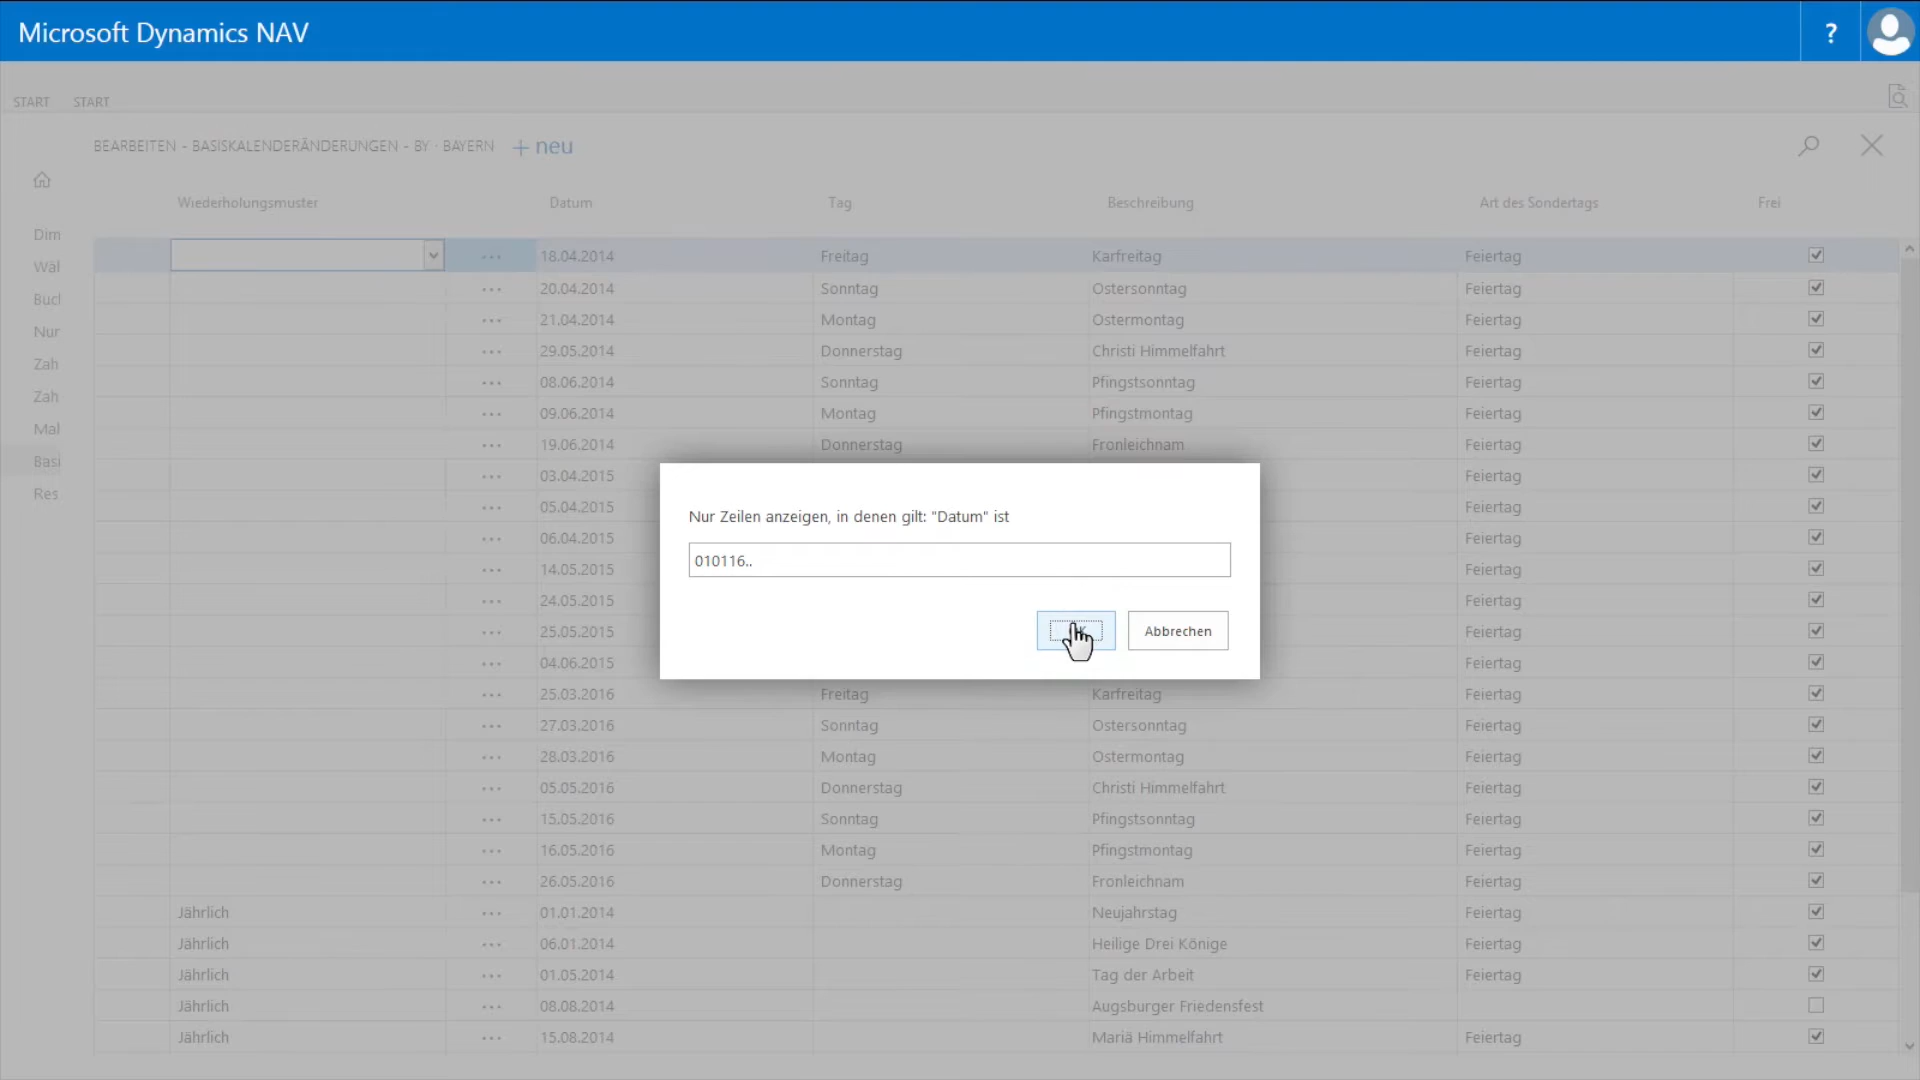 Microsoft Dynamics NAV ?
START START
BEARBEITEN - BASISKALENDERÄNDERUNGEN - BY · BAYERN + neu
Wiederholungsmuster Datum Tag Beschreibung Art des Sondertags Frei
Dim
Wäl
Bucl
Nur
Zah
Zah
Mal
Basi
Res
... 18.04.2014 Freitag Karfreitag Feiertag
... 20.04.2014 Sonntag Ostersonntag Feiertag
... 21.04.2014 Montag Ostermontag Feiertag
... 29.05.2014 Donnerstag Christi Himmelfahrt Feiertag
... 08.06.2014 Sonntag Pfingstsonntag Feiertag
... 09.06.2014 Montag Pfingstmontag Feiertag
... 19.06.2014 Donnerstag Fronleichnam Feiertag
... 03.04.2015 Feiertag
... 05.04.2015 Feiertag
... 06.04.2015 Feiertag
... 14.05.2015 Feiertag
... 24.05.2015 Feiertag
... 25.05.2015 Feiertag
... 04.06.2015 Feiertag
... 25.03.2016 Freitag Karfreitag Feiertag
... 27.03.2016 Sonntag Ostersonntag Feiertag
... 28.03.2016 Montag Ostermontag Feiertag
... 05.05.2016 Donnerstag Christi Himmelfahrt Feiertag
... 15.05.2016 Sonntag Pfingstsonntag Feiertag
... 16.05.2016 Montag Pfingstmontag Feiertag
... 26.05.2016 Donnerstag Fronleichnam Feiertag
Jährlich ... 01.01.2014 Neujahrstag Feiertag
Jährlich ... 06.01.2014 Heilige Drei Könige Feiertag
Jährlich ... 01.05.2014 Tag der Arbeit Feiertag
Jährlich ... 08.08.2014 Augsburger Friedensfest
Jährlich ... 15.08.2014 Mariä Himmelfahrt Feiertag
Nur Zeilen anzeigen, in denen gilt: "Datum" ist
010116..
Abbrechen